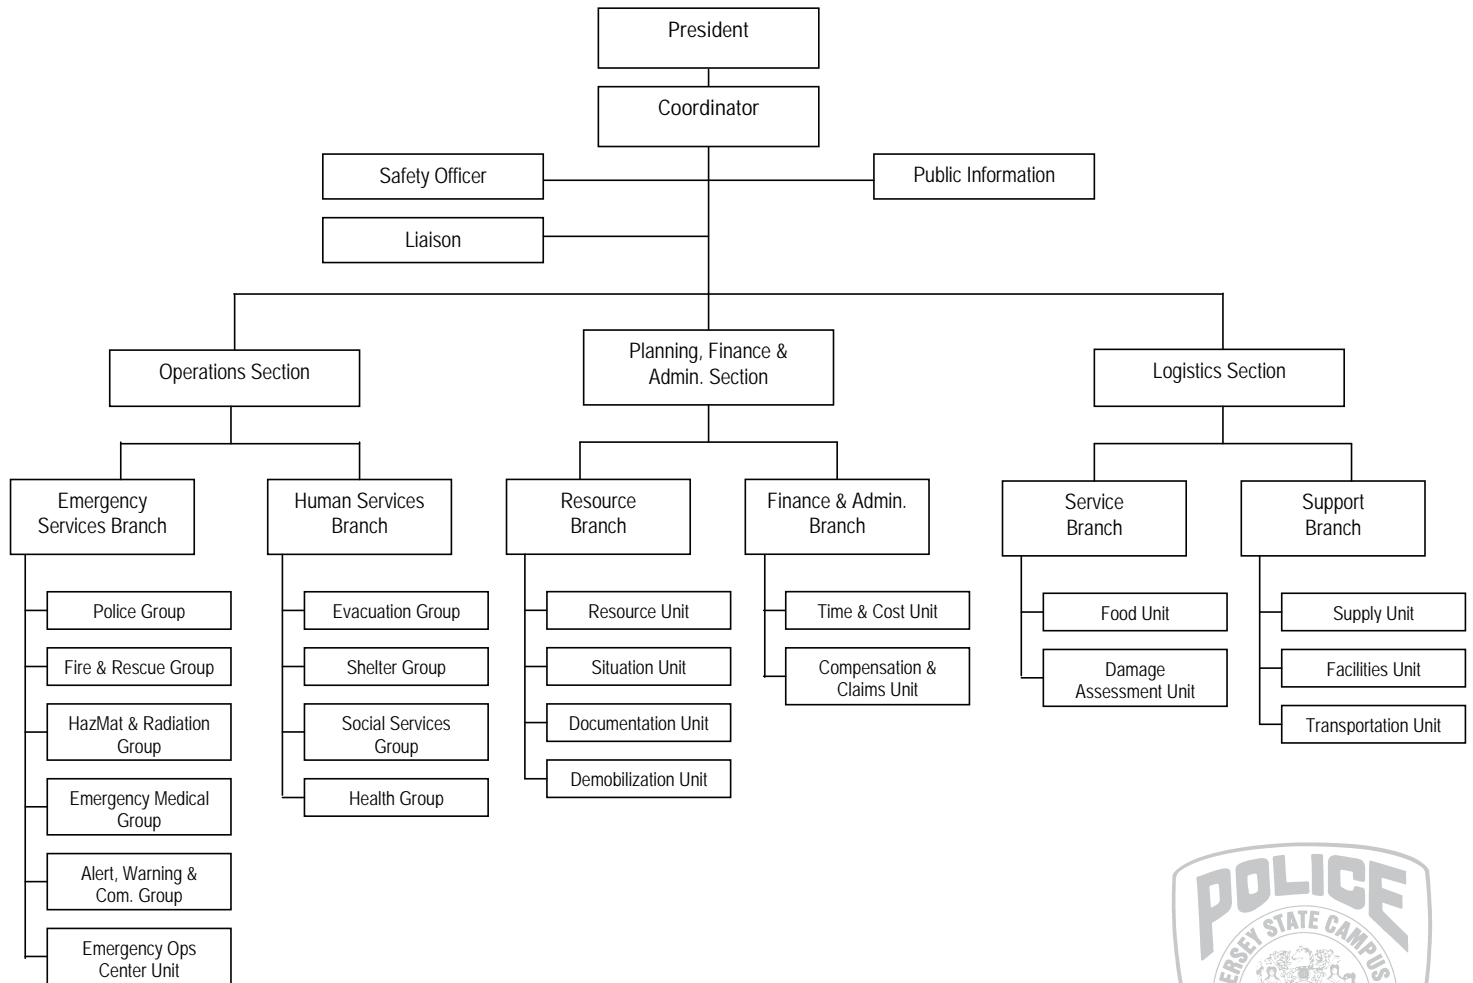 President
Coordinator
Safety Officer
Public Information
Liaison
Operations Section
Planning, Finance &
Admin. Section
Logistics Section
Emergency
Services Branch
Human Services
Branch
Resource
Branch
Finance & Admin.
Branch
Service
Branch
Support
Branch
Police Group
Fire & Rescue Group
HazMat & Radiation
Group
Emergency Medical
Group
Alert, Warning &
Com. Group
Emergency Ops
Center Unit
Evacuation Group
Shelter Group
Social Services
Group
Health Group
Resource Unit
Situation Unit
Documentation Unit
Demobilization Unit
Time & Cost Unit
Compensation &
Claims Unit
Food Unit
Damage
Assessment Unit
Supply Unit
Facilities Unit
Transportation Unit
POLICE
ERSEY STATE CAMPUS